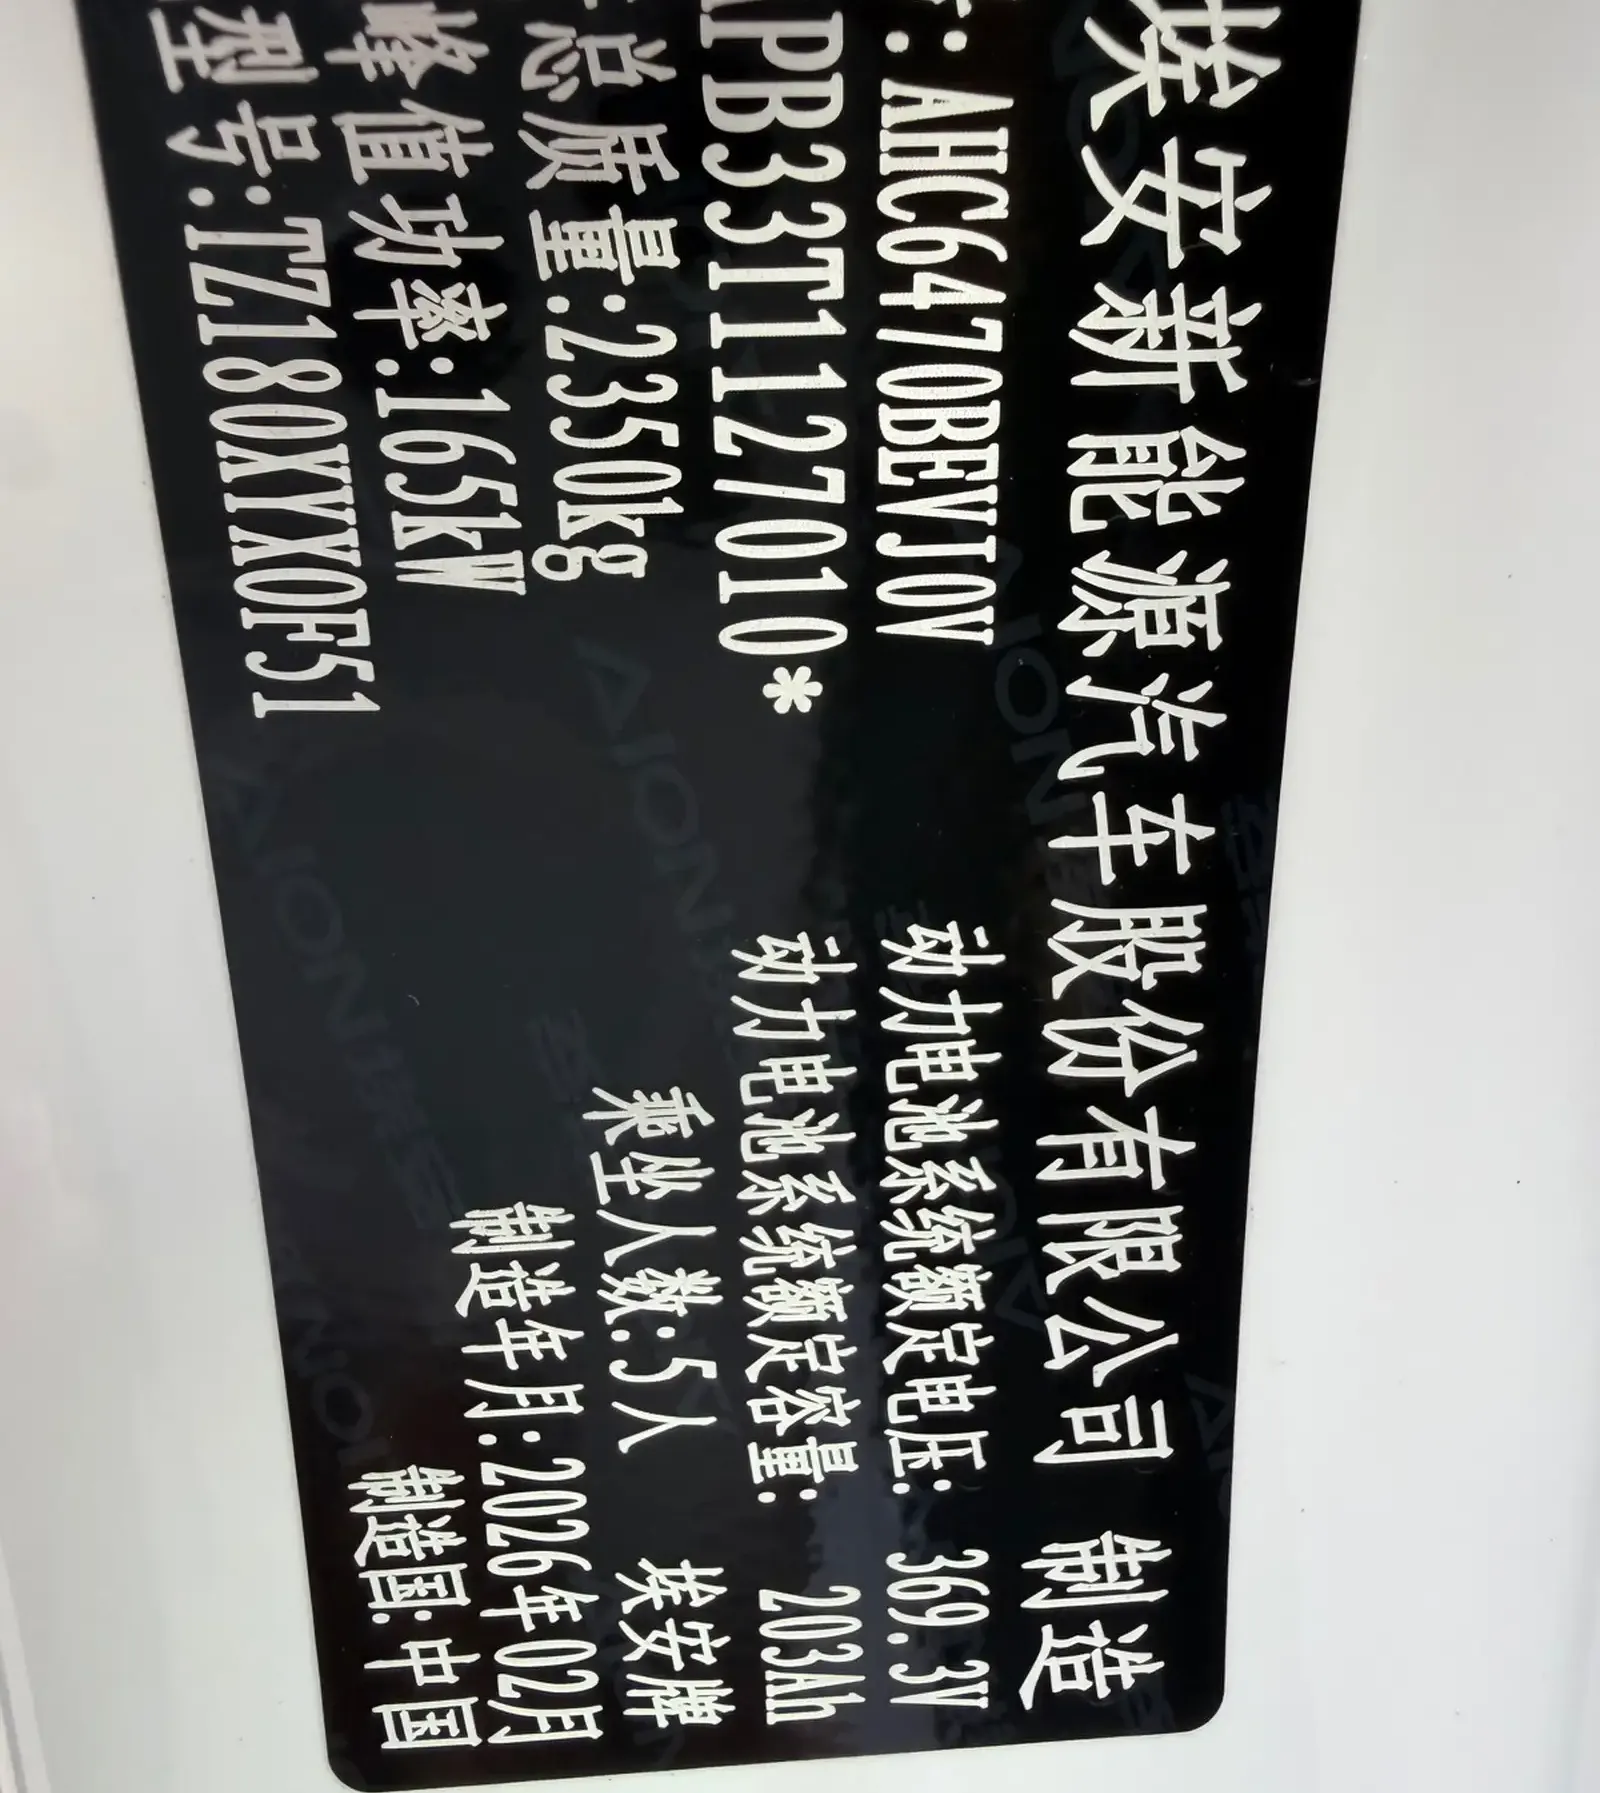 埃安新能源汽车股份有限公司 制造
: AHC6470BEVJ0V 动力电池系统额定电压: 369.3V
APB33T1127010* 动力电池系统额定容量: 203Ah
总质量:2350kg 乘坐人数:5人 埃安牌
峰值功率:165kW 制造年月:2026年02月
型号:TZ180XYX0F51 制造国:中国
AION
AION
AION